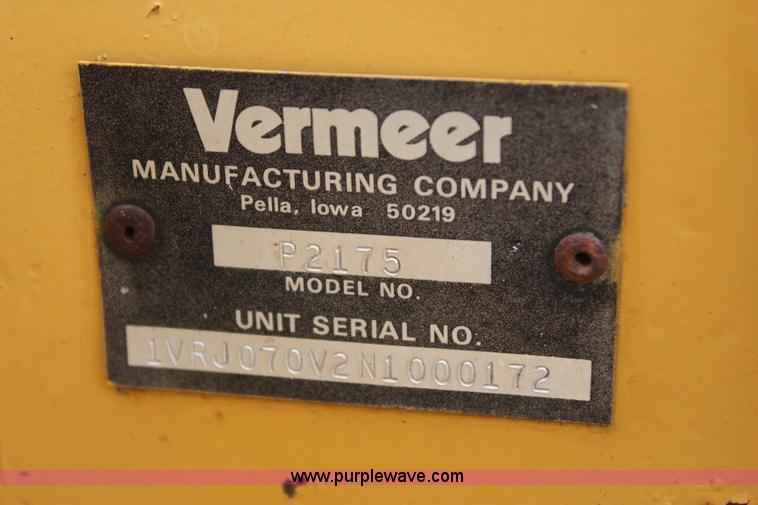 Vermeer
MANUFACTURING COMPANY
Pella, Iowa 50219
P2175
MODEL NO.
UNIT SERIAL NO.
1VRJ070V2N1000172
www.purplewave.com